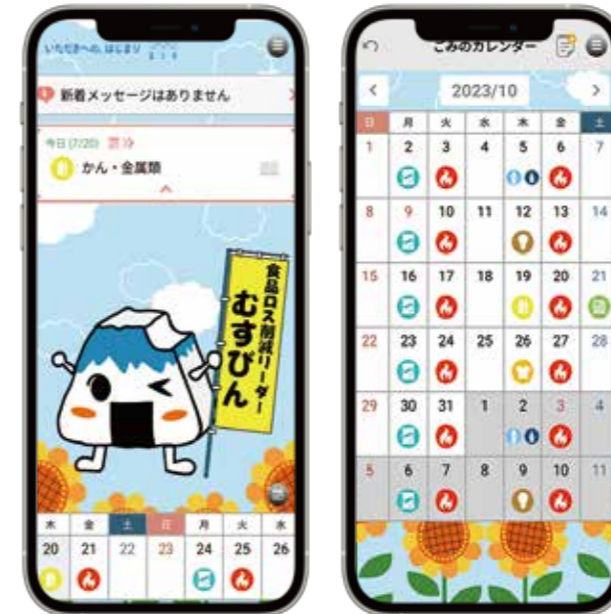 いただきへの、はじまり
新着メッセージはありません
今日(7/20)
かん・金属類
食品ロス削減リーダー
むすびん
木 金 土 日 月 火 水
20 21 22 23 24 25 26
ごみのカレンダー
< 2023/10 >
日 月 火 水 木 金 土
1 2 3 4 5 6 7
8 9 10 11 12 13 14
15 16 17 18 19 20 21
22 23 24 25 26 27 28
29 30 31 1 2 3 4
5 6 7 8 9 10 11